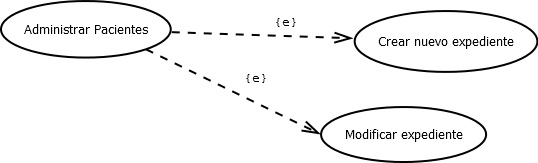 Administrar Pacientes
{e}
Crear nuevo expediente
{e}
Modificar expediente